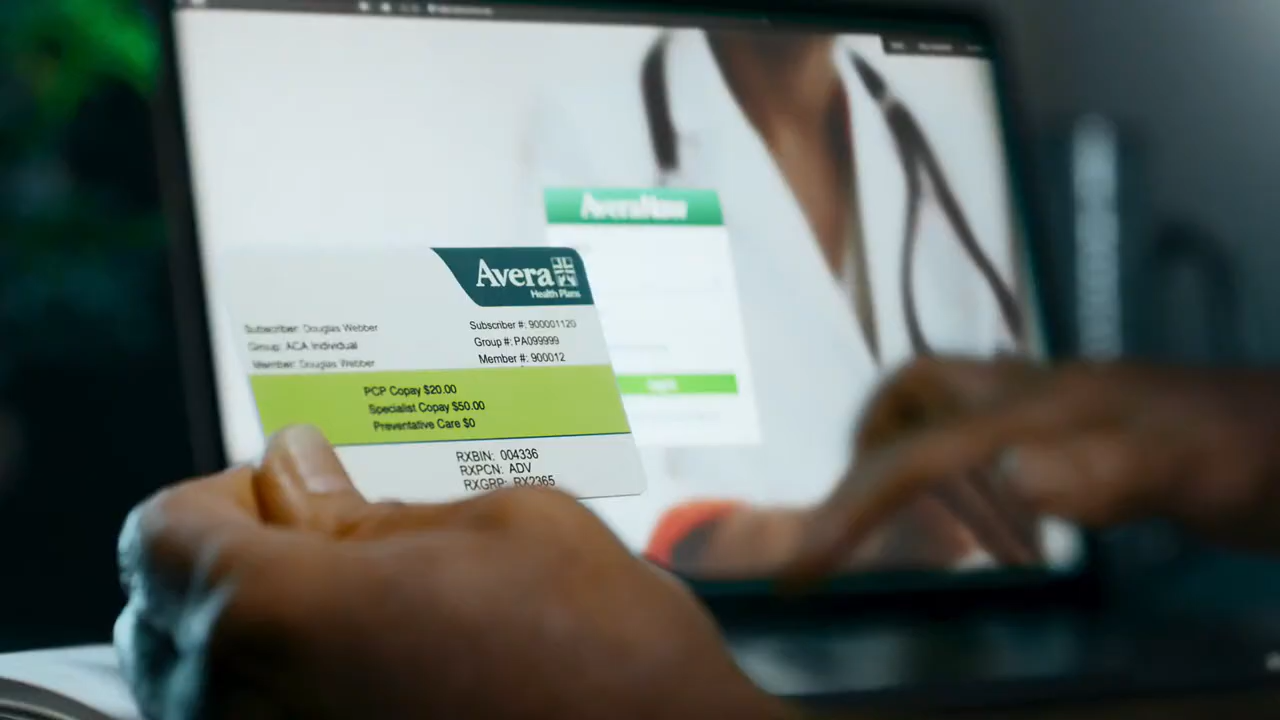 AveraNow
Avera
Health Plans
Subscriber: Douglas Webber
Group: ACA Individual
Member: Douglas Webber
Subscriber #: 900001120
Group #: PA099999
Member #: 900012
PCP Copay $20.00
Specialist Copay $50.00
Preventative Care $0
RXBIN: 004336
RXPCN: ADV
RXGRP: RX2365